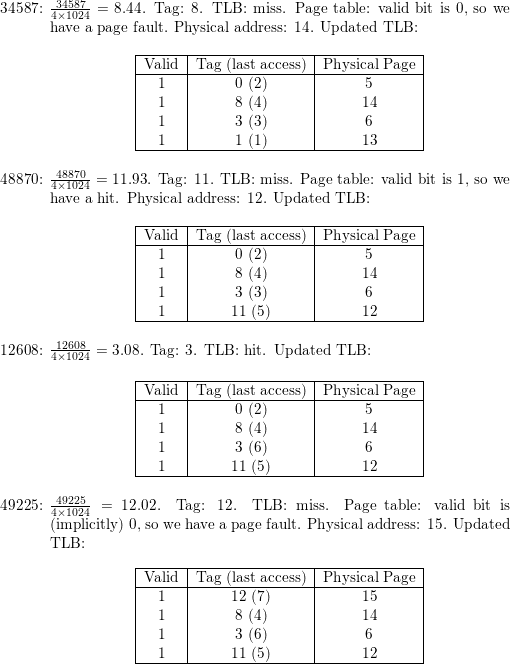 34587: 34587/4×1024 = 8.44. Tag: 8. TLB: miss. Page table: valid bit is 0, so we
have a page fault. Physical address: 14. Updated TLB:
Valid Tag (last access) Physical Page
1 0 (2) 5
1 8 (4) 14
1 3 (3) 6
1 1 (1) 13
48870: 48870/4×1024 = 11.93. Tag: 11. TLB: miss. Page table: valid bit is 1, so we
have a hit. Physical address: 12. Updated TLB:
Valid Tag (last access) Physical Page
1 0 (2) 5
1 8 (4) 14
1 3 (3) 6
1 11 (5) 12
12608: 12608/4×1024 = 3.08. Tag: 3. TLB: hit. Updated TLB:
Valid Tag (last access) Physical Page
1 0 (2) 5
1 8 (4) 14
1 3 (6) 6
1 11 (5) 12
49225: 49225/4×1024 = 12.02. Tag: 12. TLB: miss. Page table: valid bit is
(implicitly) 0, so we have a page fault. Physical address: 15. Updated
TLB:
Valid Tag (last access) Physical Page
1 12 (7) 15
1 8 (4) 14
1 3 (6) 6
1 11 (5) 12